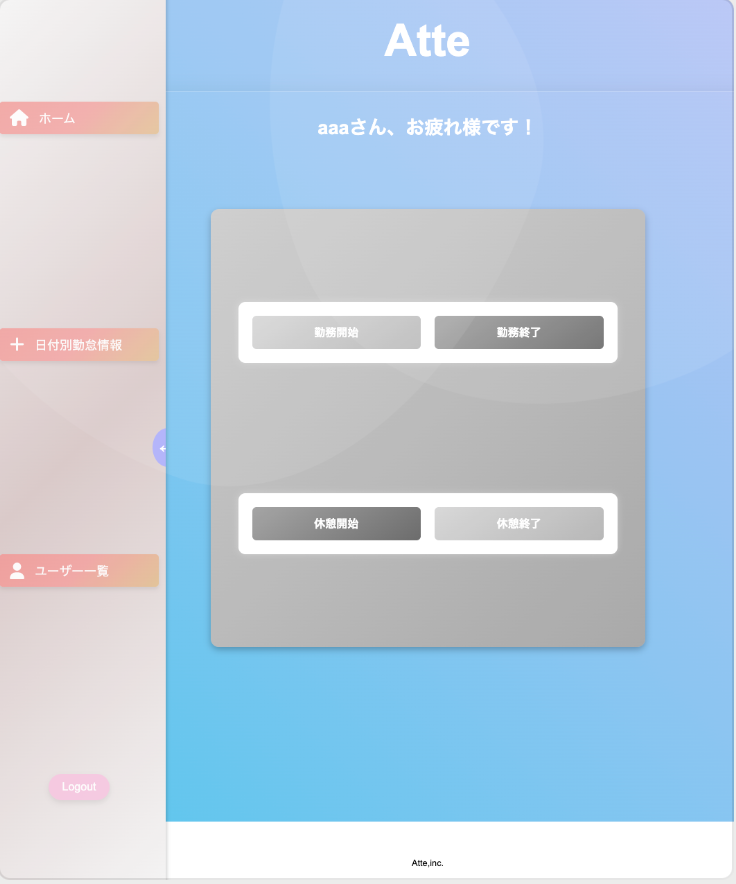 Atte
ホーム
日付別勤怠情報
ユーザー一覧
Logout
aaaさん、お疲れ様です！
勤務開始
勤務終了
休憩開始
休憩終了
Atte,inc.